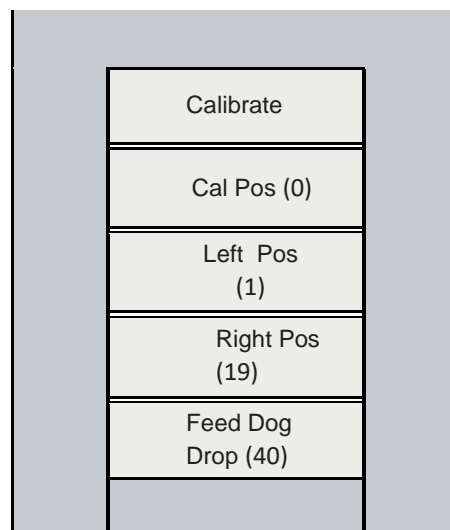 Calibrate
Cal Pos (0)
Left Pos
(1)
Right Pos
(19)
Feed Dog
Drop (40)